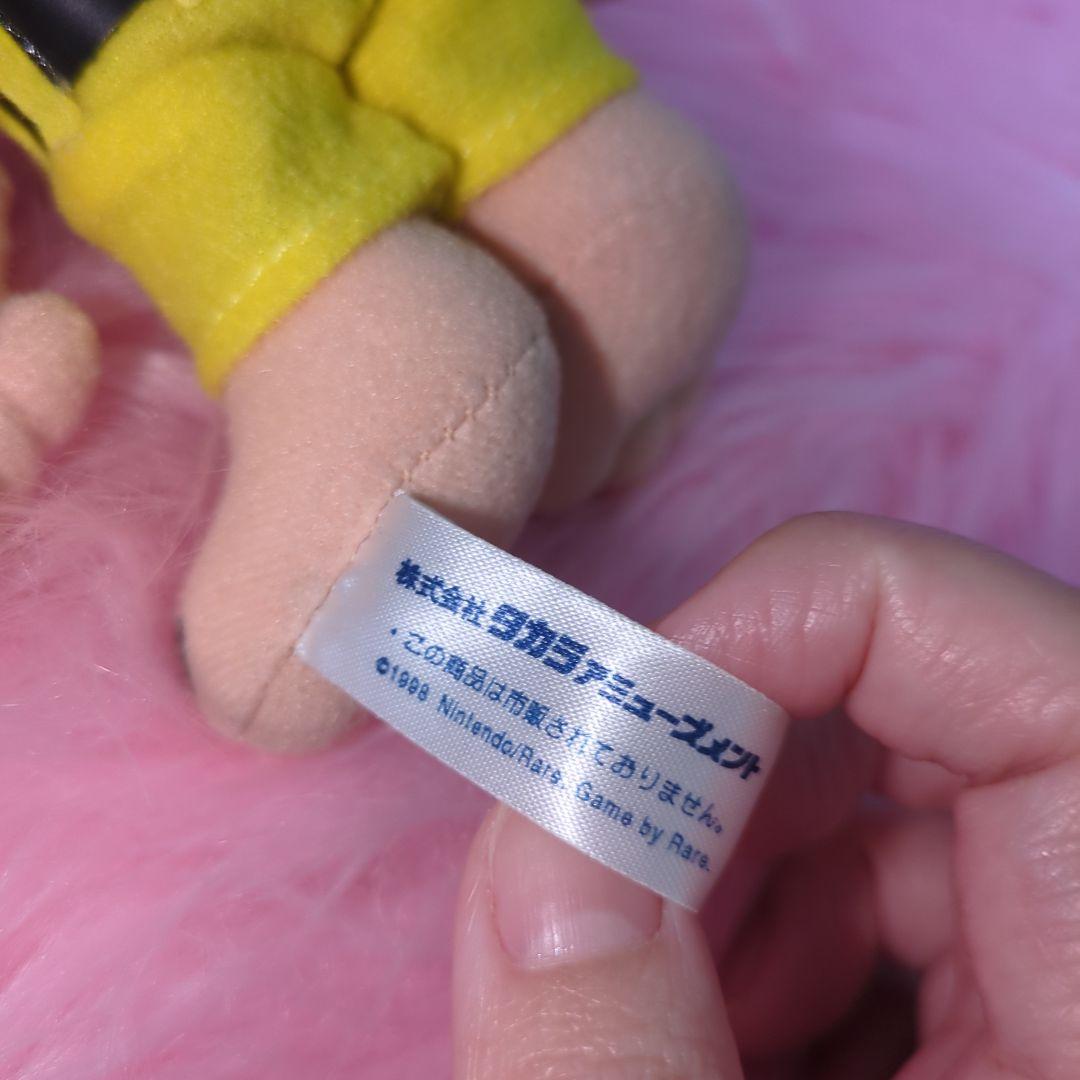 株式会社タカラアミューズメント
・この商品は市販されておりません。
©1998 Nintendo/Rare. Game by Rare.